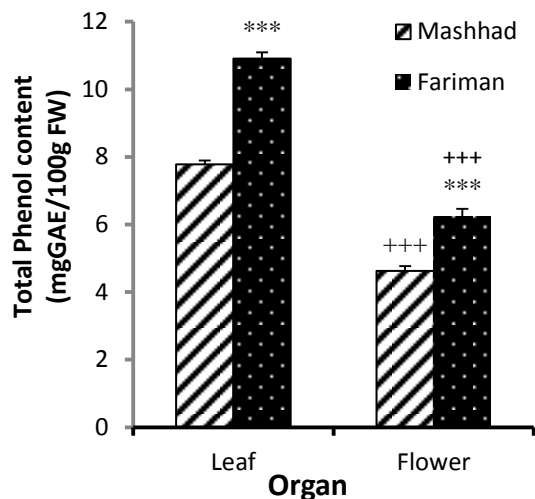 Total Phenol content
(mgGAE/100g FW)
12
10
8
6
4
2
0
***
+++
+++
***
Mashhad
Fariman
Leaf
Flower
Organ